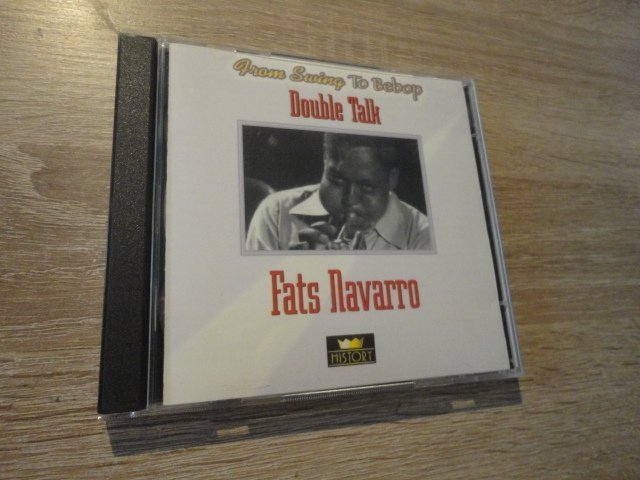 From Swing To Bebop
Double Talk
Fats Navarro
HISTORY